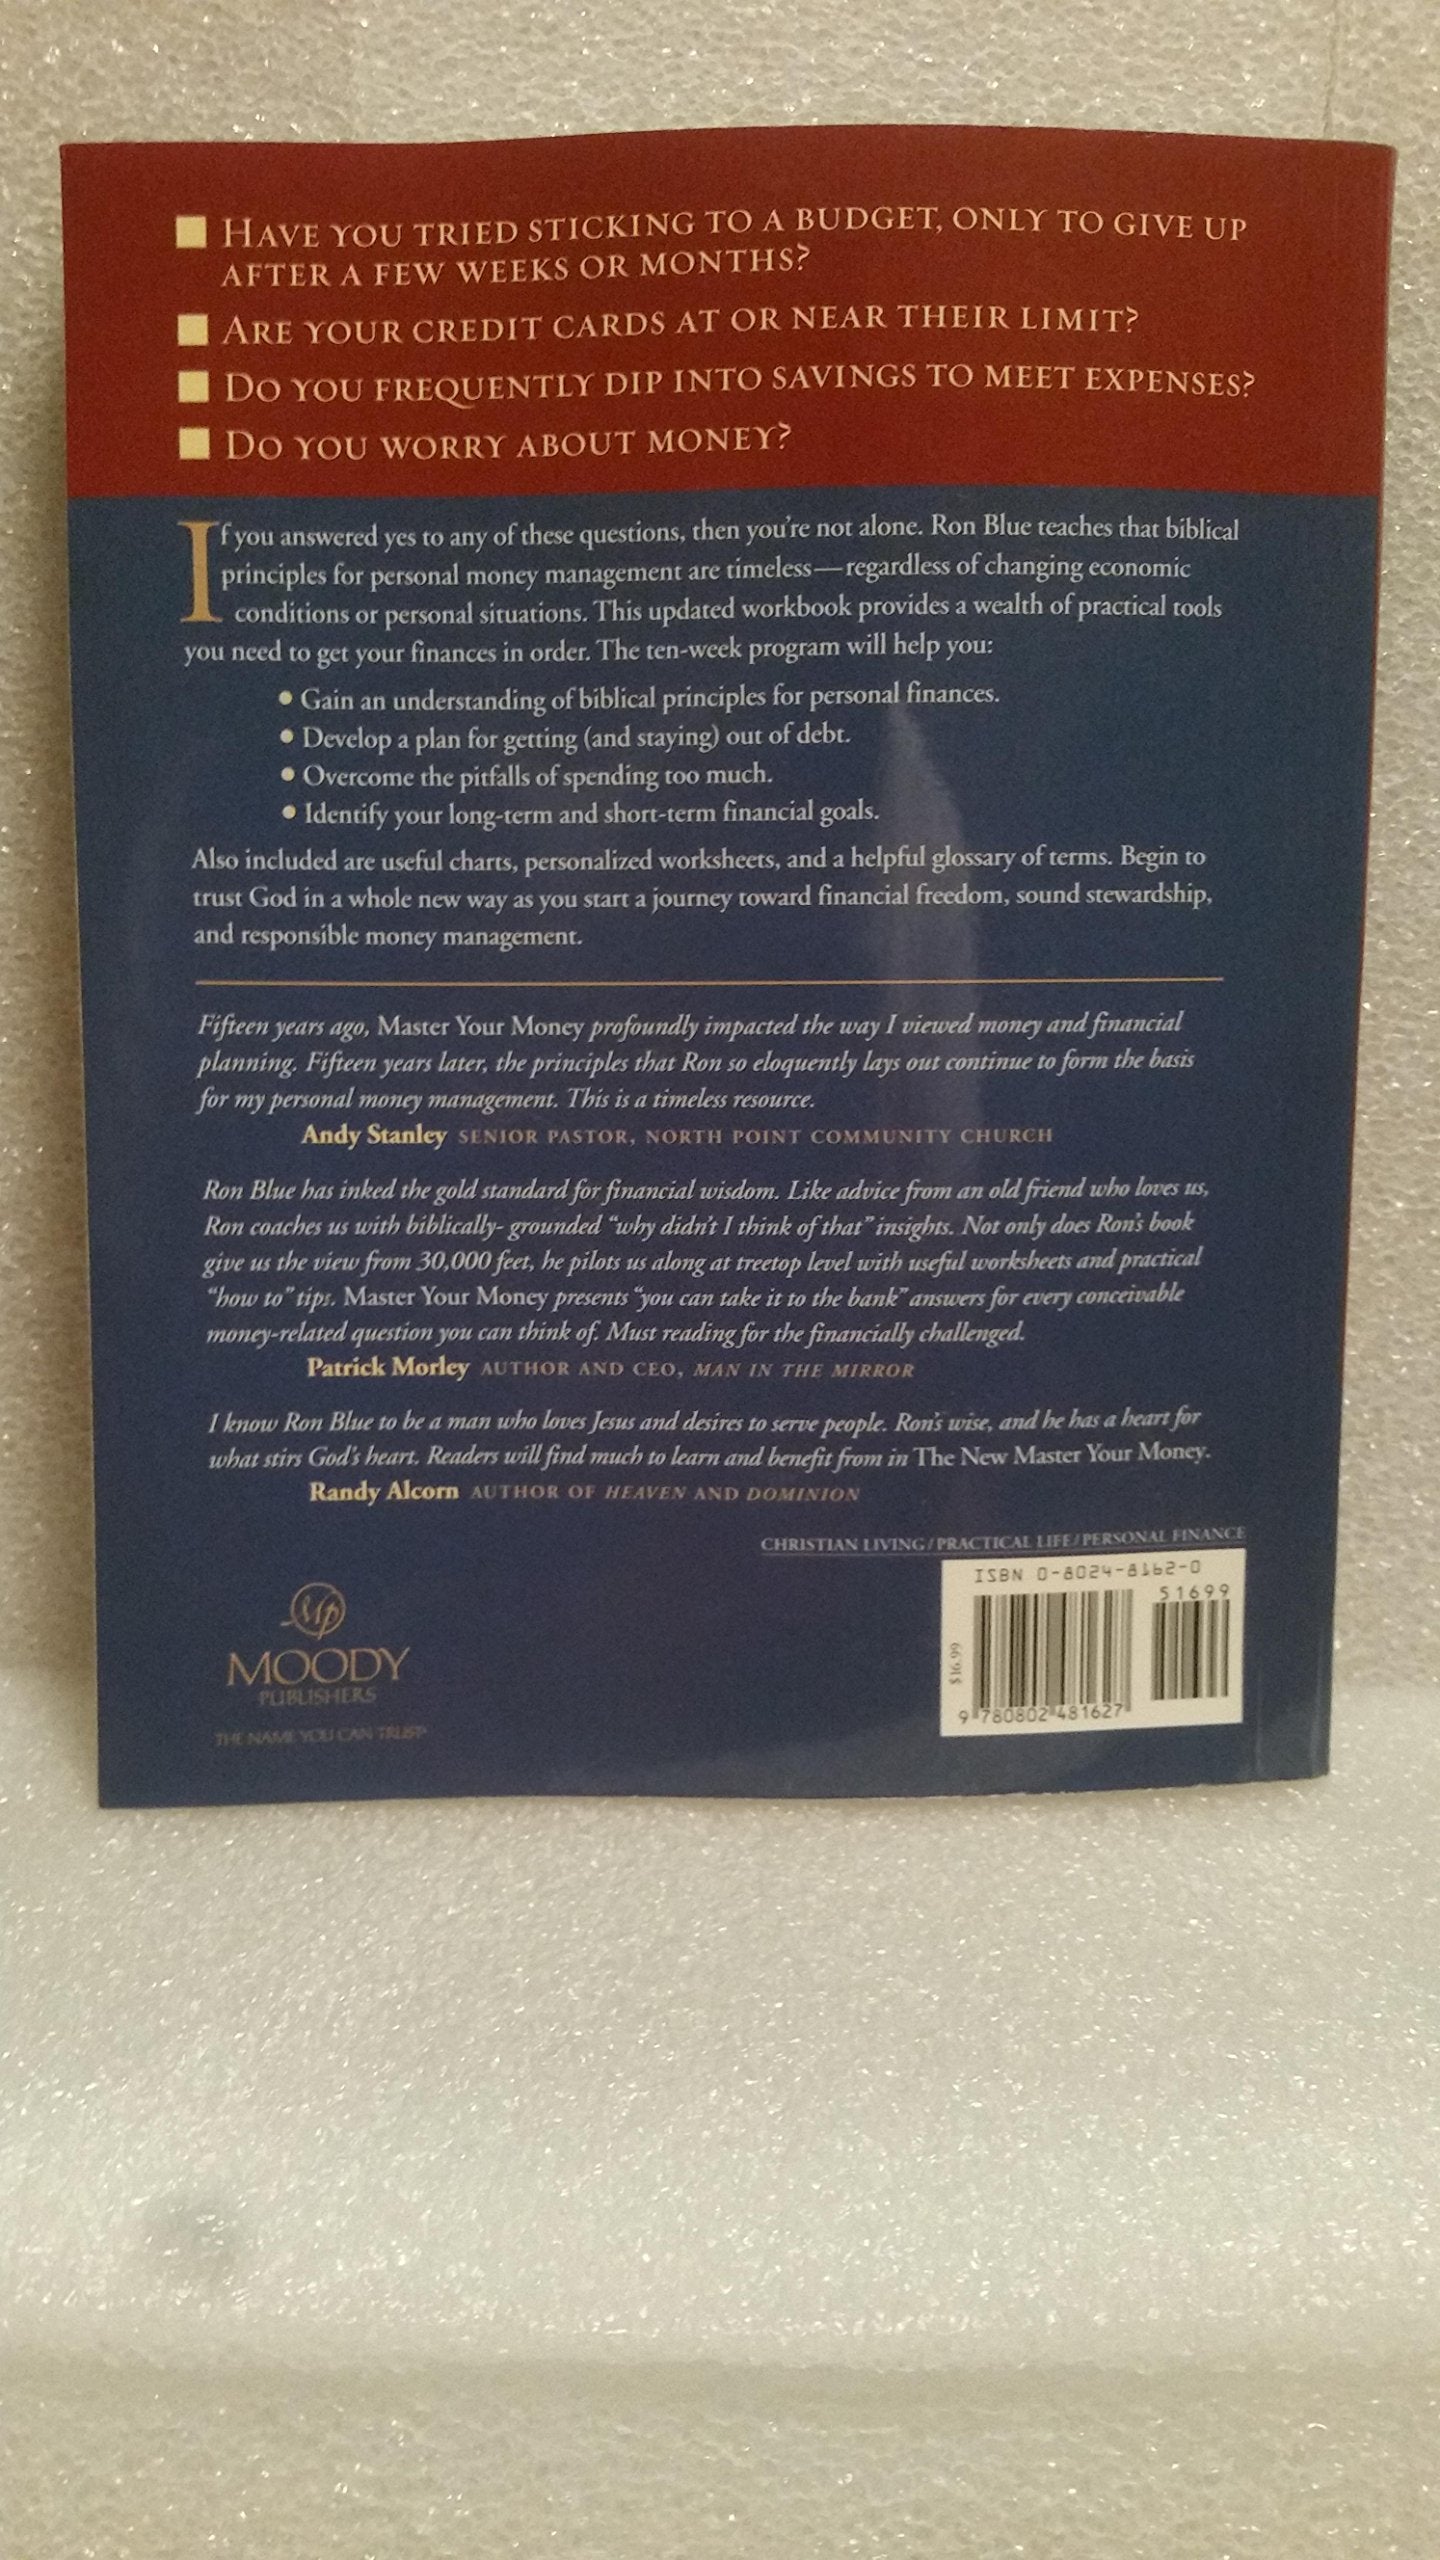 ■ HAVE YOU TRIED STICKING TO A BUDGET, ONLY TO GIVE UP
AFTER A FEW WEEKS OR MONTHS?
■ ARE YOUR CREDIT CARDS AT OR NEAR THEIR LIMIT?
■ DO YOU FREQUENTLY DIP INTO SAVINGS TO MEET EXPENSES?
■ DO YOU WORRY ABOUT MONEY?
If you answered yes to any of these questions, then you're not alone. Ron Blue teaches that biblical
principles for personal money management are timeless—regardless of changing economic
conditions or personal situations. This updated workbook provides a wealth of practical tools
you need to get your finances in order. The ten-week program will help you:
• Gain an understanding of biblical principles for personal finances.
• Develop a plan for getting (and staying) out of debt.
• Overcome the pitfalls of spending too much.
• Identify your long-term and short-term financial goals.
Also included are useful charts, personalized worksheets, and a helpful glossary of terms. Begin to
trust God in a whole new way as you start a journey toward financial freedom, sound stewardship,
and responsible money management.
Fifteen years ago, Master Your Money profoundly impacted the way I viewed money and financial
planning. Fifteen years later, the principles that Ron so eloquently lays out continue to form the basis
for my personal money management. This is a timeless resource.
Andy Stanley SENIOR PASTOR, NORTH POINT COMMUNITY CHURCH
Ron Blue has inked the gold standard for financial wisdom. Like advice from an old friend who loves us,
Ron coaches us with biblically- grounded "why didn't I think of that" insights. Not only does Ron's book
give us the view from 30,000 feet, he pilots us along at treetop level with useful worksheets and practical
"how to" tips. Master Your Money presents "you can take it to the bank" answers for every conceivable
money-related question you can think of. Must reading for the financially challenged.
Patrick Morley AUTHOR AND CEO, MAN IN THE MIRROR
I know Ron Blue to be a man who loves Jesus and desires to serve people. Ron's wise, and he has a heart for
what stirs God's heart. Readers will find much to learn and benefit from in The New Master Your Money.
Randy Alcorn AUTHOR OF HEAVEN AND DOMINION
CHRISTIAN LIVING/PRACTICAL LIFE/PERSONAL FINANCE
ISBN 0-8024-8162-0
51699
$16.99
9 780802 481627
Mp
MOODY
PUBLISHERS
THE NAME YOU CAN TRUST®